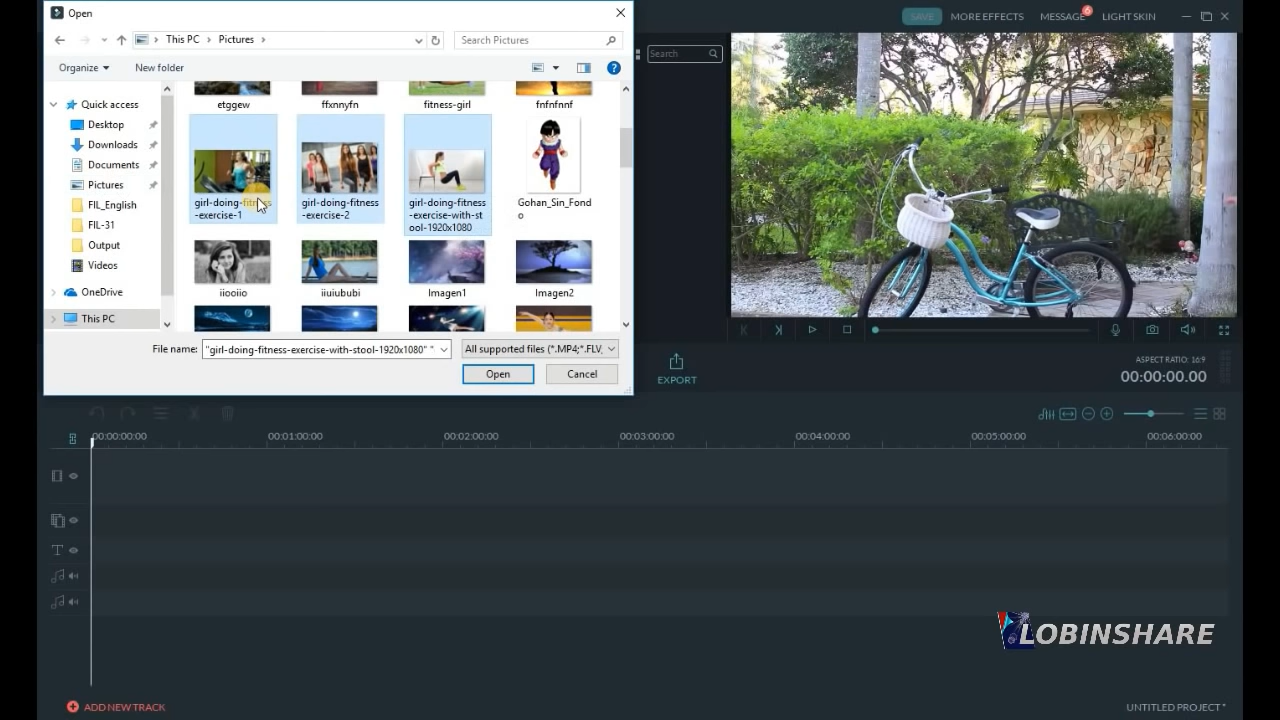 Open
SAVE
MORE EFFECTS
MESSAGE
6
LIGHT SKIN
This PC
Pictures
Search Pictures
Search
Organize
New folder
?
etggew
ffxnnyfn
fitness-girl
fnfnfnnf
Quick access
Desktop
Downloads
Documents
Pictures
FIL_English
FIL-31
Output
Videos
OneDrive
This PC
girl-doing-fitness
-exercise-1
girl-doing-fitness
-exercise-2
girl-doing-fitness
-exercise-with-st
ool-1920x1080
Gohan_Sin_Fond
o
iiooiio
iiuiububi
Imagen1
Imagen2
File name:
"girl-doing-fitness-exercise-with-stool-1920x1080" "
All supported files (*.MP4;*.FLV,
Open
Cancel
EXPORT
ASPECT RATIO: 16:9
00:00:00.00
00:00:00:00
00:01:00:00
00:02:00:00
00:03:00:00
00:04:00:00
00:05:00:00
00:06:00:00
T
LOBINSHARE
ADD NEW TRACK
UNTITLED PROJECT*